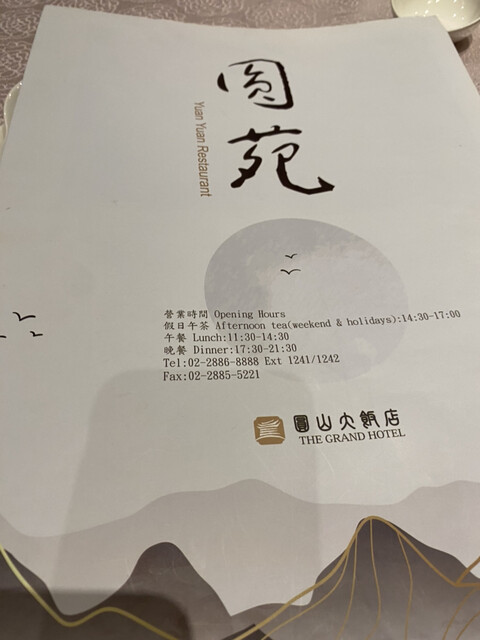 圓苑
Yuan Yuan Restaurant
營業時間 Opening Hours
假日午茶 Afternoon tea(weekend & holidays):14:30-17:00
午餐 Lunch:11:30-14:30
晚餐 Dinner:17:30-21:30
Tel:02-2886-8888 Ext 1241/1242
Fax:02-2885-5221
圓山大飯店
THE GRAND HOTEL